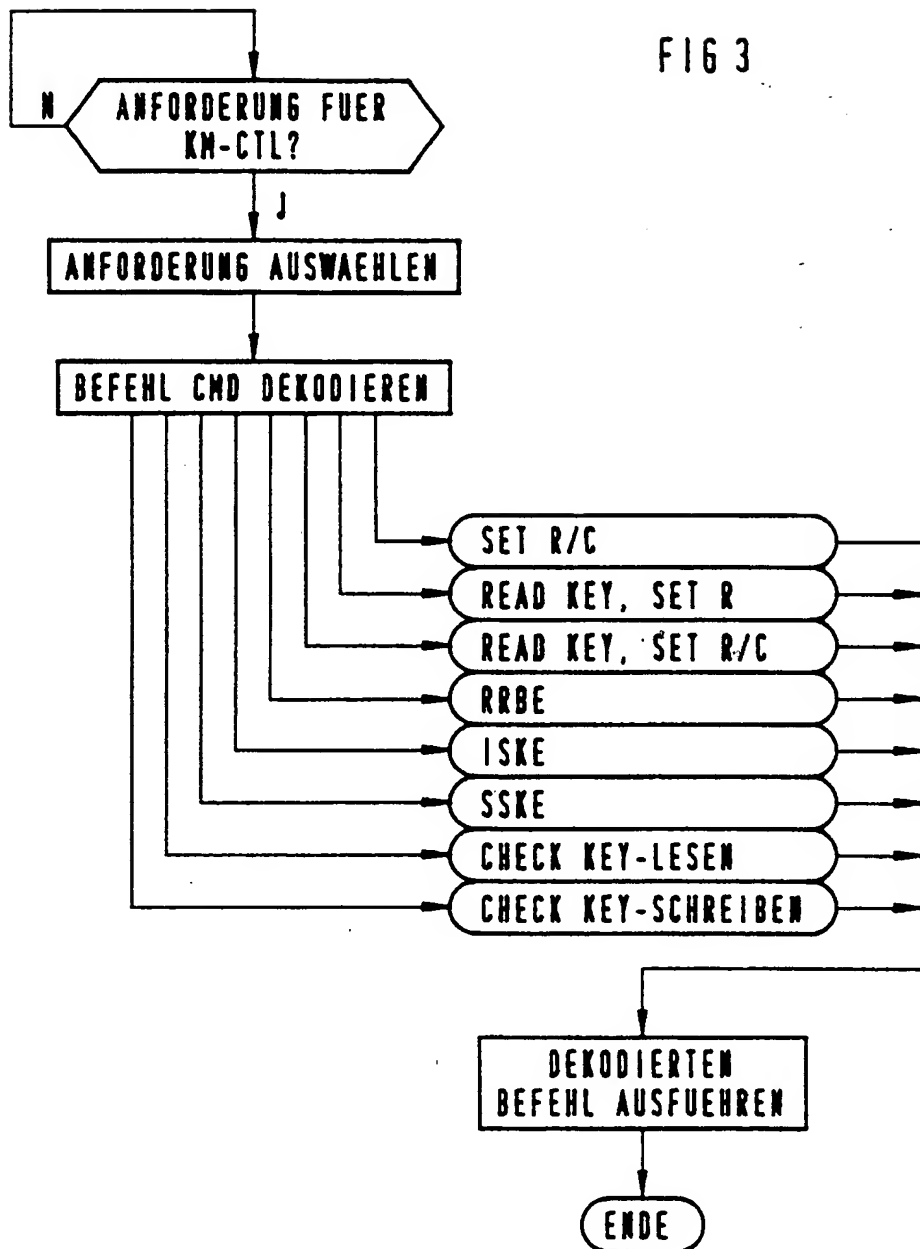 FIG 3
ANFORDERUNG FUER
KM-CTL?
N
J
ANFORDERUNG AUSWAEHLEN
BEFEHL CMD DEKODIEREN
SET R/C
READ KEY, SET R
READ KEY, SET R/C
RRBE
ISKE
SSKE
CHECK KEY-LESEN
CHECK KEY-SCHREIBEN
DEKODIERTEN
BEFEHL AUSFUEHREN
ENDE